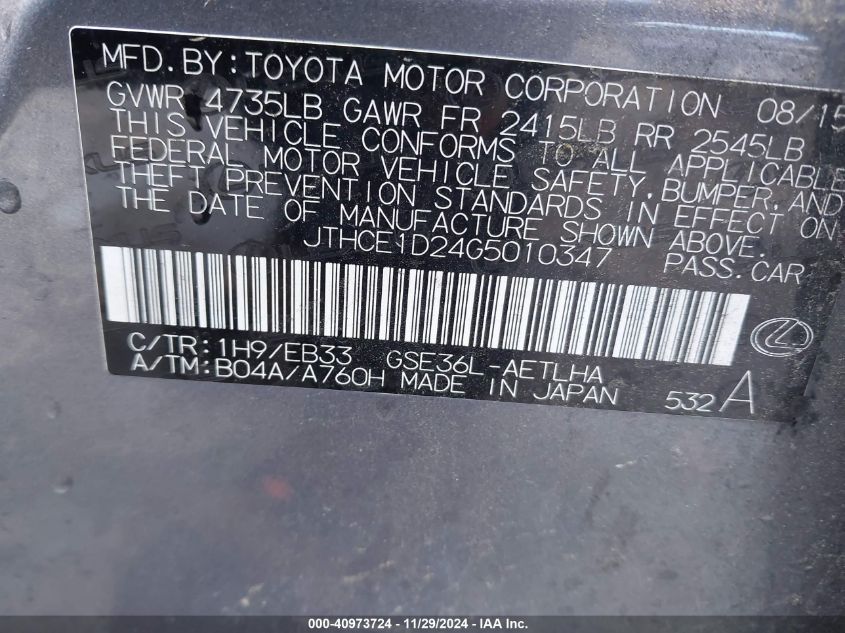 MFD. BY: TOYOTA MOTOR CORPORATION 08/15
GVWR 4735LB GAWR FR 2415LB RR 2545LB
THIS VEHICLE CONFORMS TO ALL APPLICABLE
FEDERAL MOTOR VEHICLE SAFETY, BUMPER, AND
THEFT PREVENTION STANDARDS IN EFFECT ON
THE DATE OF MANUFACTURE SHOWN ABOVE.
JTHCE1D24G5010347 PASS. CAR
C/TR: 1H9/EB33 GSE36L-AETLHA
A/TM: B04A/A760H MADE IN JAPAN 532A
000-40973724 - 11/29/2024 - IAA Inc.